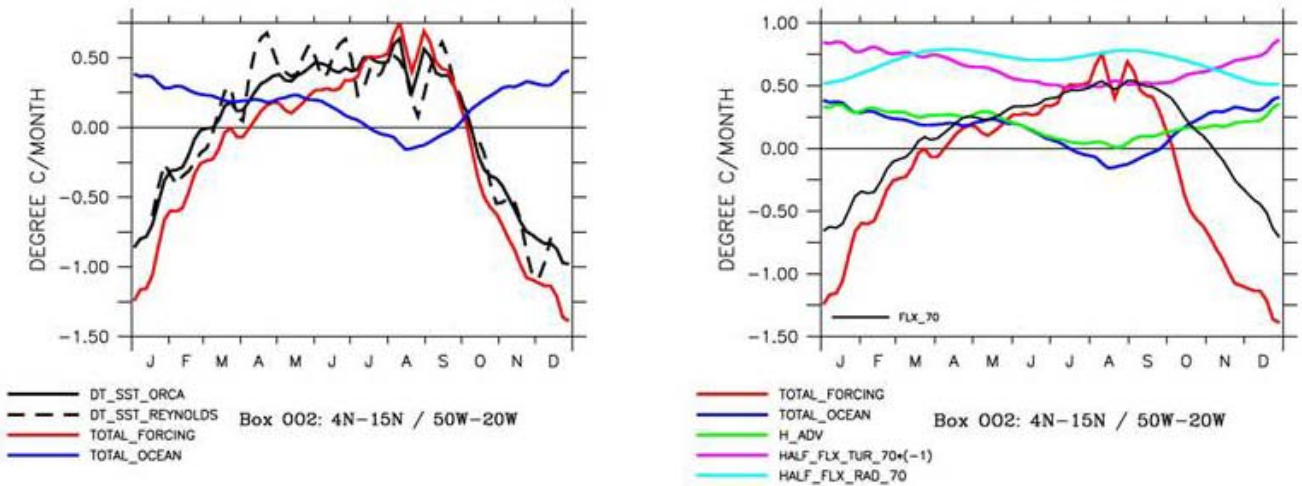 DEGREE C/MONTH
0.50
0.00
-0.50
-1.00
-1.50
J F M A M J J A S O N D
DT_SST_ORCA
DT_SST_REYNOLDS
TOTAL_FORCING
TOTAL_OCEAN
Box 002: 4N-15N / 50W-20W
DEGREE C/MONTH
1.00
0.50
0.00
-0.50
-1.00
-1.50
FLX_70
J F M A M J J A S O N D
TOTAL_FORCING
TOTAL_OCEAN
H_ADV
HALF_FLX_TUR_70*(-1)
HALF_FLX_RAD_70
Box 002: 4N-15N / 50W-20W